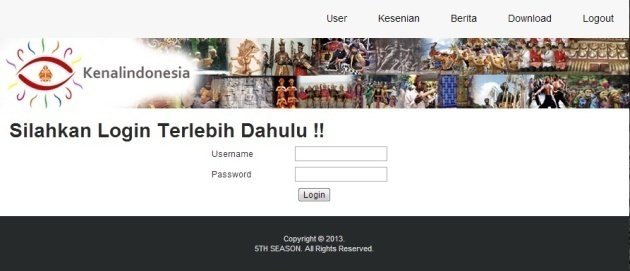 User Kesenian Berita Download Logout
Kenalindonesia
Silahkan Login Terlebih Dahulu !!
Username
Password
Login
Copyright © 2013.
5TH SEASON. All Rights Reserved.